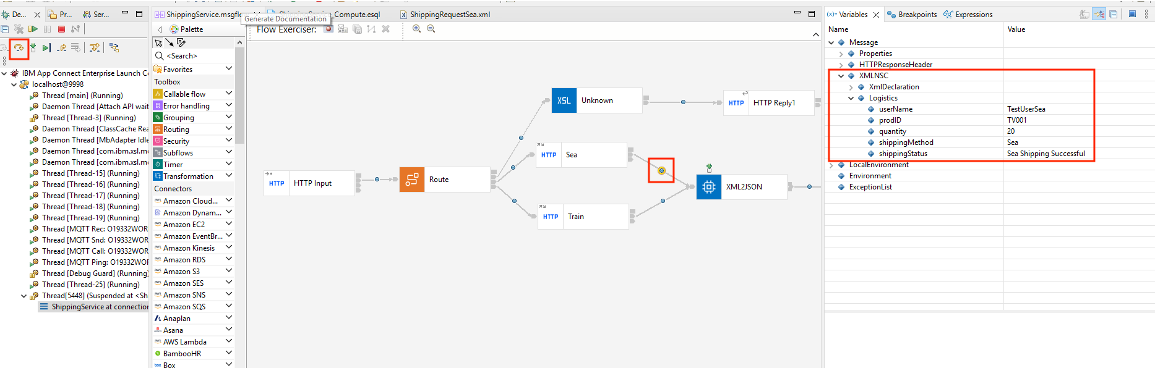 De...
Pr...
Serv...
IBM App Connect Enterprise Launch Co
localhost@9998
Thread [main] (Running)
Daemon Thread [Attach API wait
Thread [Thread-3] (Running)
Daemon Thread [ClassCache Rea
Daemon Thread [MbAdapter Idle
Daemon Thread [com.ibm.xsl.m
Daemon Thread [com.ibm.xsl.m
Thread [Thread-15] (Running)
Thread [Thread-16] (Running)
Thread [Thread-17] (Running)
Thread [Thread-18] (Running)
Thread [Thread-19] (Running)
Thread [MQTT Rec: O19332WOR
Thread [MQTT Snd: O19332WOR
Thread [MQTT Call: O19332WOR
Thread [MQTT Ping: O19332WOR
Thread [Debug Guard] (Running)
Thread [Thread-25] (Running)
Thread[5448] (Suspended at <Sh
ShippingService at connection
ShippingService.msgfl
Compute.esql
ShippingRequestSea.xml
Generate Documentation
Palette
<Search>
Favorites
Toolbox
Callable flow
Error handling
Grouping
Routing
Security
Subflows
Timer
Transformation
Connectors
Amazon Cloud...
Amazon Dynam...
Amazon EC2
Amazon EventBr...
Amazon Kinesis
Amazon RDS
Amazon S3
Amazon SES
Amazon SNS
Amazon SQS
Anaplan
Asana
AWS Lambda
BambooHR
Box
Flow Exerciser:
XSL Unknown
HTTP HTTP Reply1
HTTP Sea
HTTP HTTP Input
Route
XML2JSON
HTTP Train
Variables
Breakpoints
Expressions
Name Value
Message
Properties
HTTPResponseHeader
XMLNSC
XmlDeclaration
Logistics
userName TestUserSea
prodID TV001
quantity 20
shippingMethod Sea
shippingStatus Sea Shipping Successful
LocalEnvironment
Environment
ExceptionList